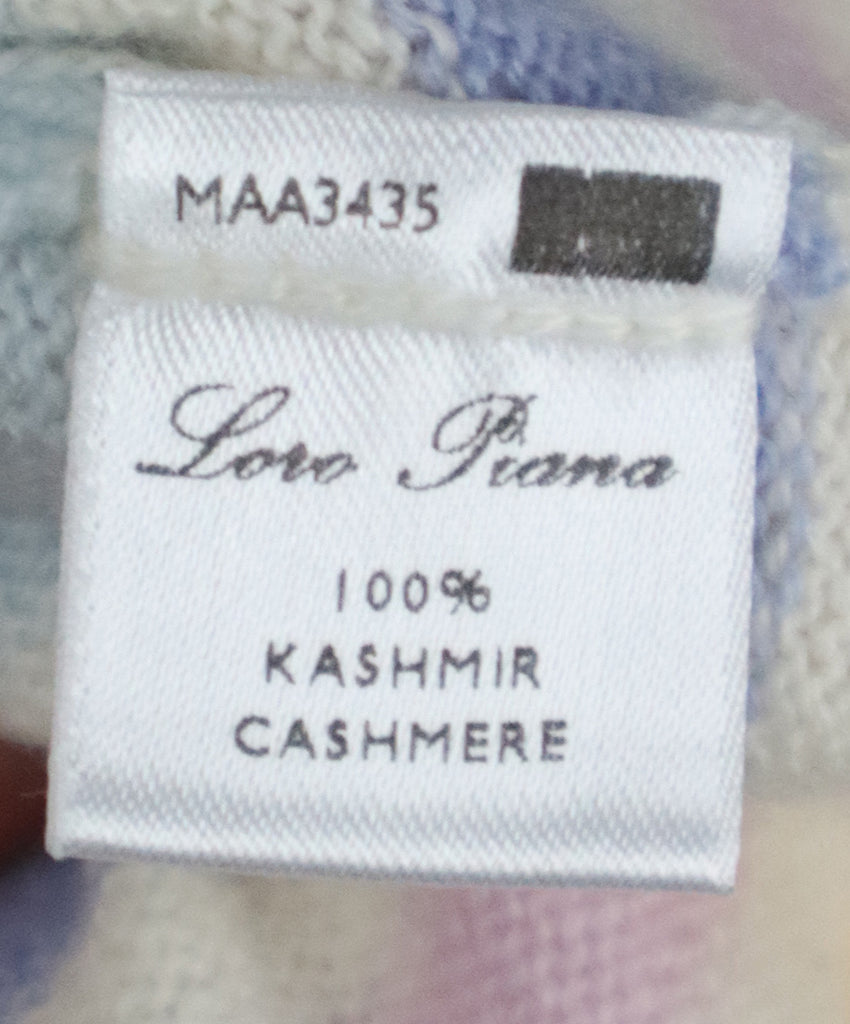 MAA3435
Loro Piana
100%
KASHMIR
CASHMERE